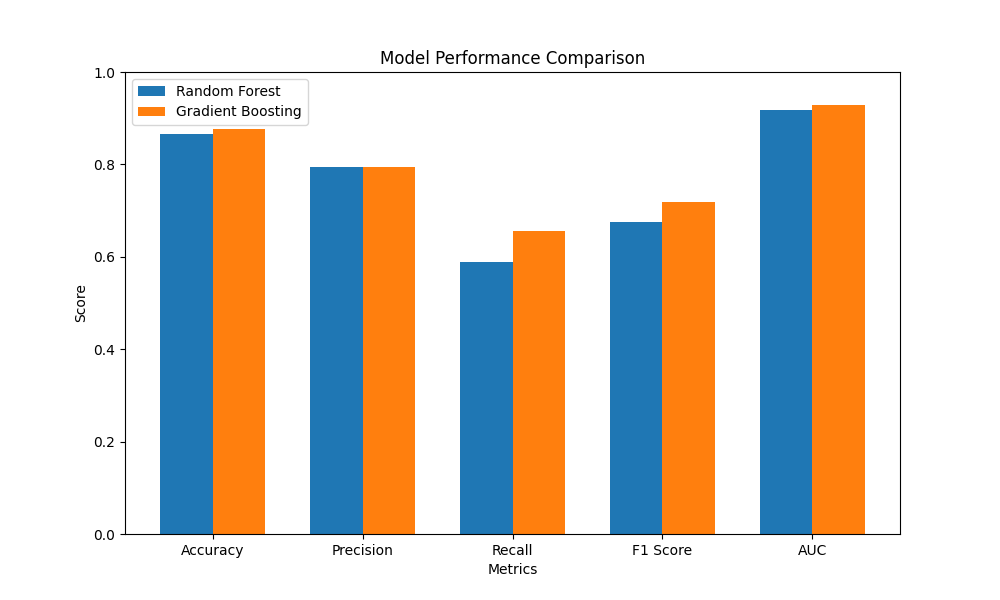 Model Performance Comparison
1.0
0.8
0.6
0.4
0.2
0.0
Score
Random Forest
Gradient Boosting
Accuracy
Precision
Recall
F1 Score
AUC
Metrics